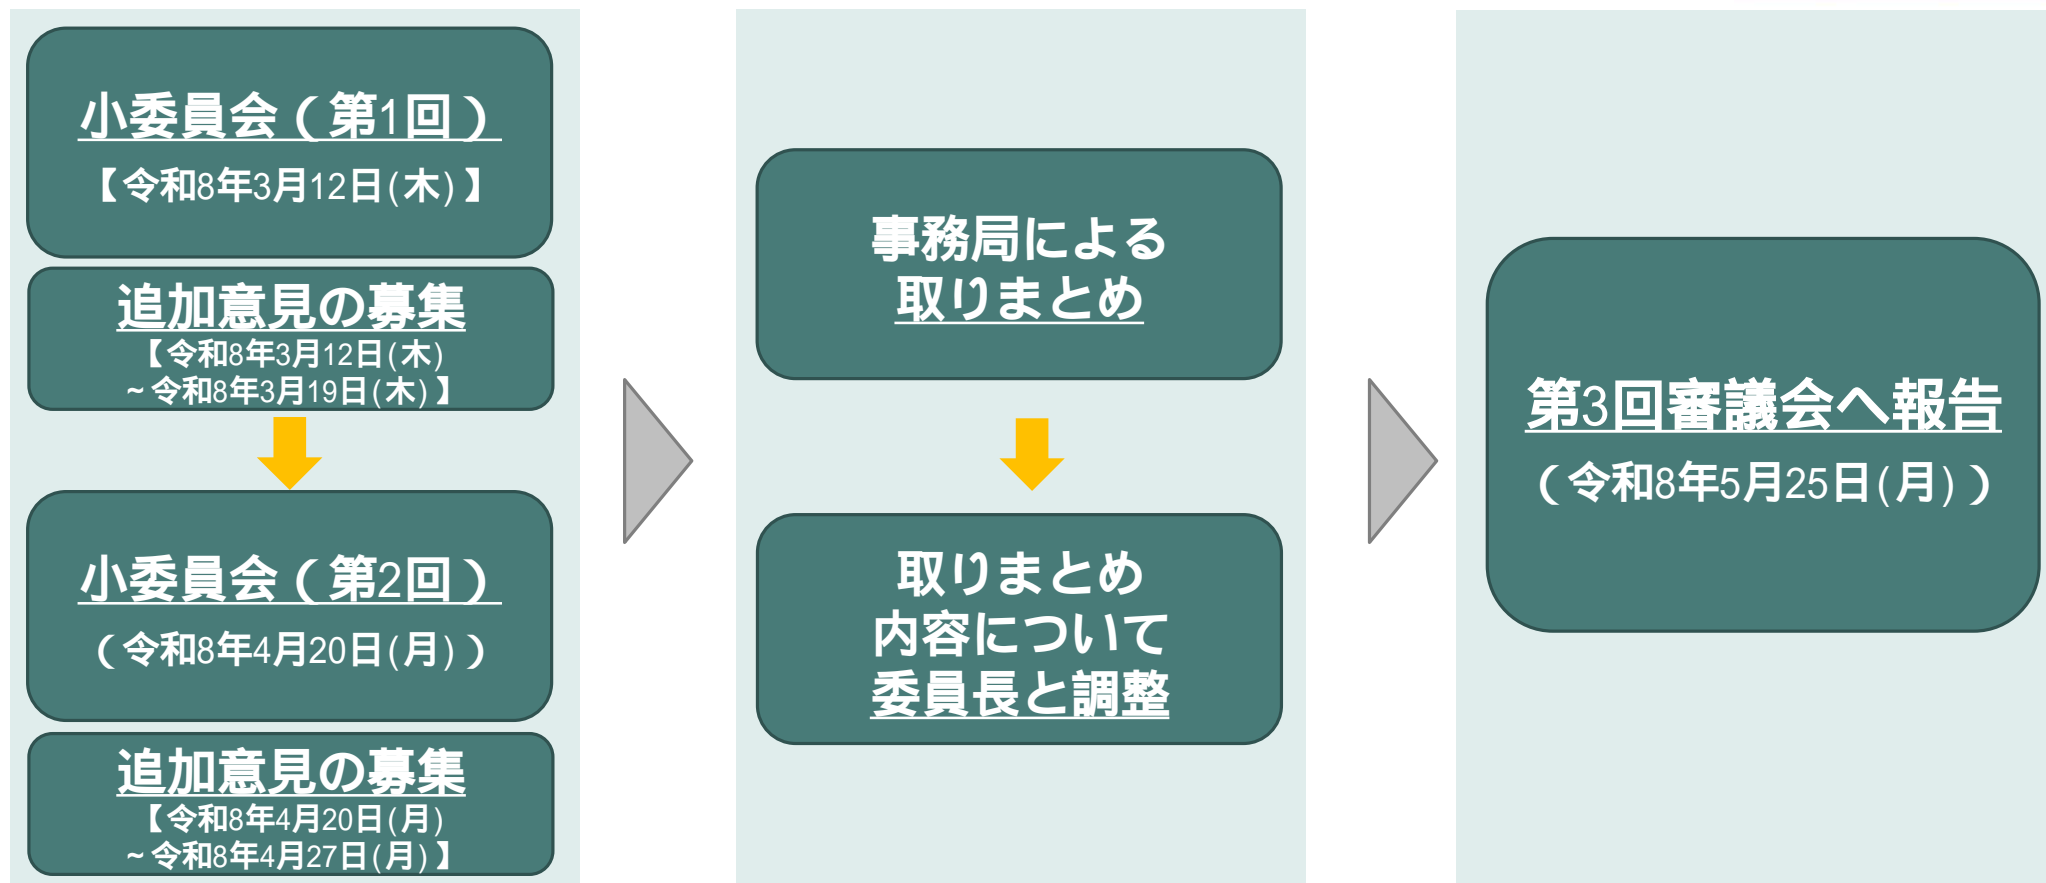 小委員会（第1回）
【令和8年3月12日(木)】
追加意見の募集
【令和8年3月12日(木)
～令和8年3月19日(木)】
小委員会（第2回）
（令和8年4月20日(月)）
追加意見の募集
【令和8年4月20日(月)
～令和8年4月27日(月)】
事務局による
取りまとめ
取りまとめ
内容について
委員長と調整
第3回審議会へ報告
（令和8年5月25日(月)）